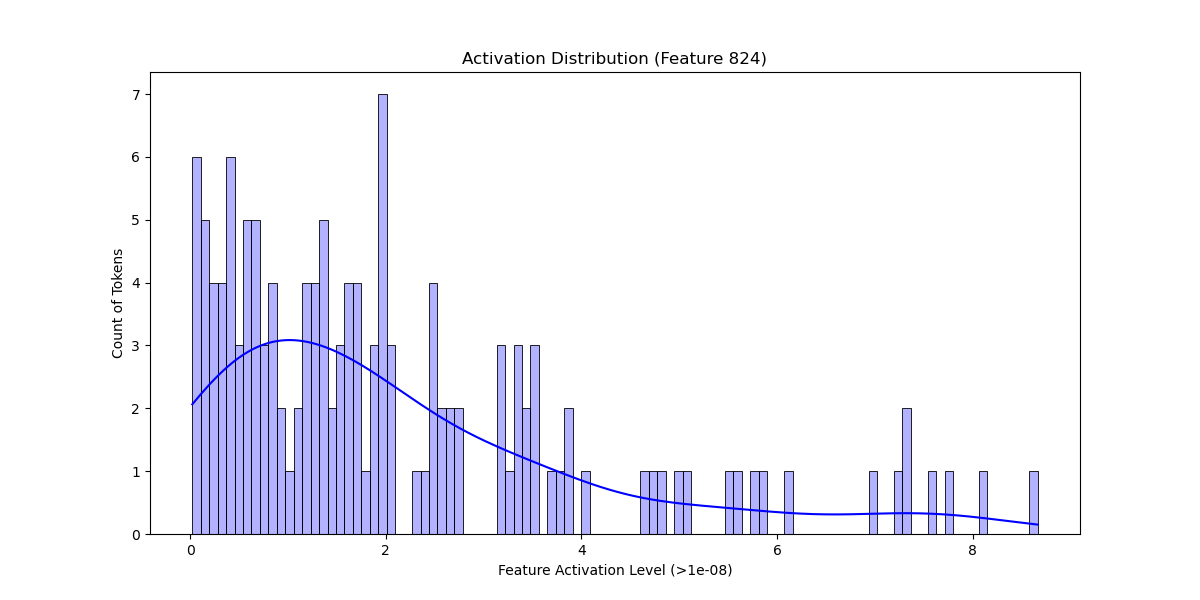 Activation Distribution (Feature 824)
Count of Tokens
7
6
5
4
3
2
1
0
0 2 4 6 8
Feature Activation Level (>1e-08)